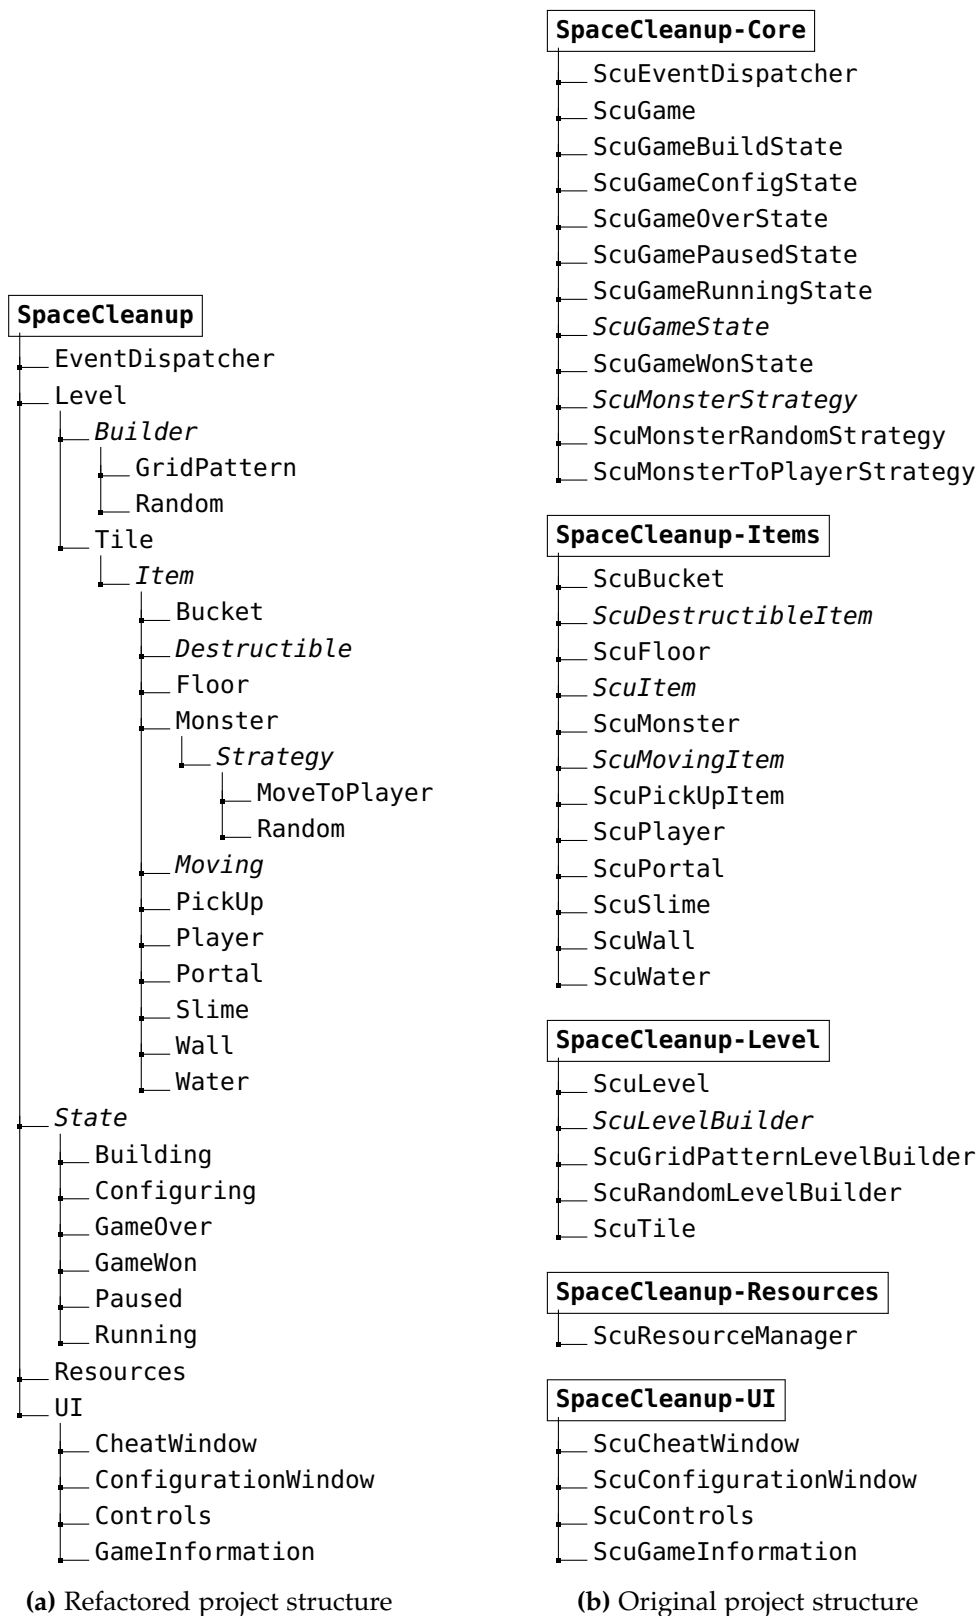 SpaceCleanup
EventDispatcher
Level
Builder
GridPattern
Random
Tile
Item
Bucket
Destructible
Floor
Monster
Strategy
MoveToPlayer
Random
Moving
PickUp
Player
Portal
Slime
Wall
Water
State
Building
Configuring
GameOver
GameWon
Paused
Running
Resources
UI
CheatWindow
ConfigurationWindow
Controls
GameInformation
(a) Refactored project structure
SpaceCleanup-Core
ScuEventDispatcher
ScuGame
ScuGameBuildState
ScuGameConfigState
ScuGameOverState
ScuGamePausedState
ScuGameRunningState
ScuGameState
ScuGameWonState
ScuMonsterStrategy
ScuMonsterRandomStrategy
ScuMonsterToPlayerStrategy
SpaceCleanup-Items
ScuBucket
ScuDestructibleItem
ScuFloor
ScuItem
ScuMonster
ScuMovingItem
ScuPickUpItem
ScuPlayer
ScuPortal
ScuSlime
ScuWall
ScuWater
SpaceCleanup-Level
ScuLevel
ScuLevelBuilder
ScuGridPatternLevelBuilder
ScuRandomLevelBuilder
ScuTile
SpaceCleanup-Resources
ScuResourceManager
SpaceCleanup-UI
ScuCheatWindow
ScuConfigurationWindow
ScuControls
ScuGameInformation
(b) Original project structure